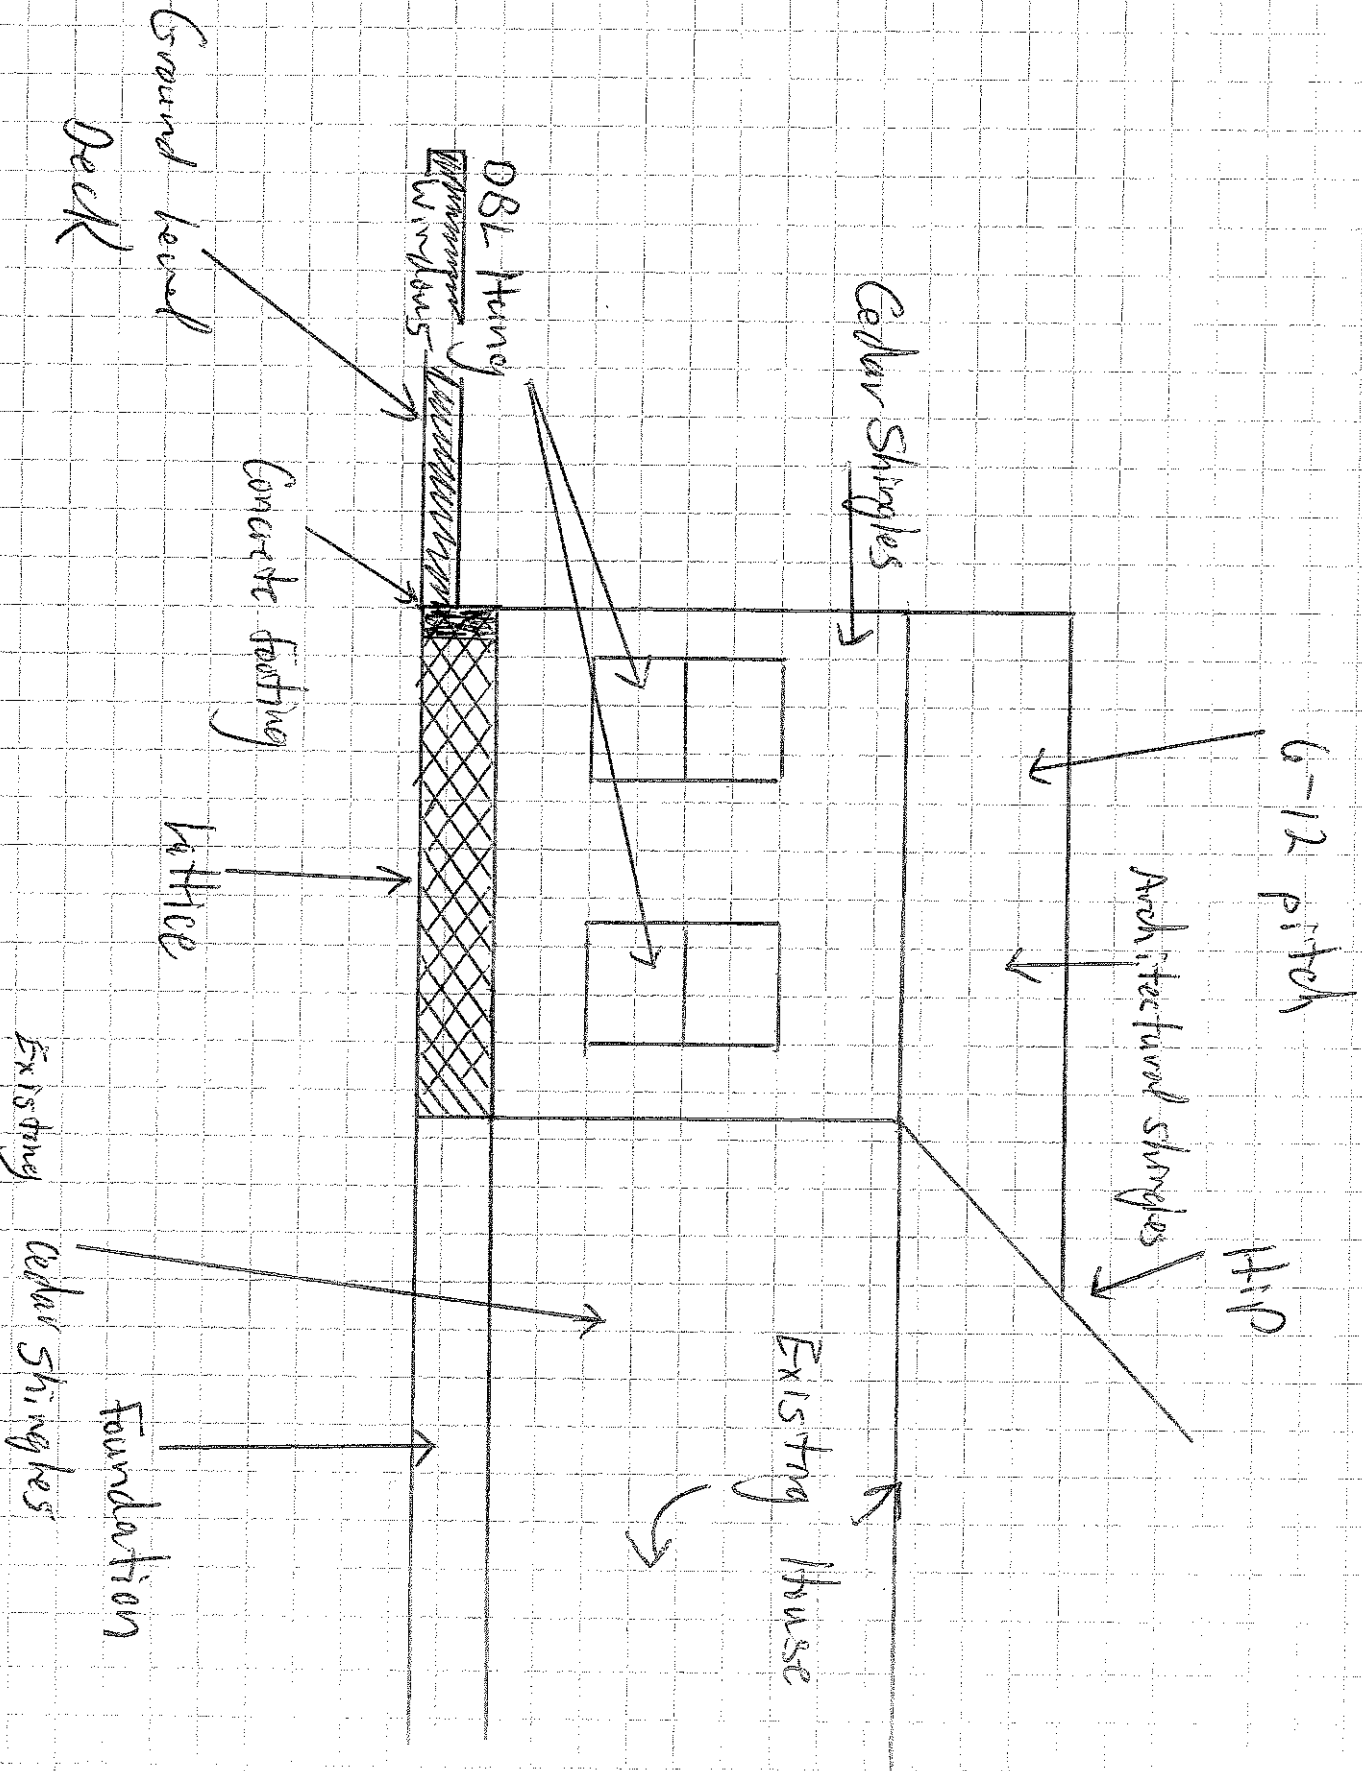 6-12 pitch
Architectural shingles
Hip
Cedar Shingles
Existing House
DBL Hung
Windows
Ground level
Deck
Concrete footing
Lattice
Existing
Cedar Shingles
Foundation